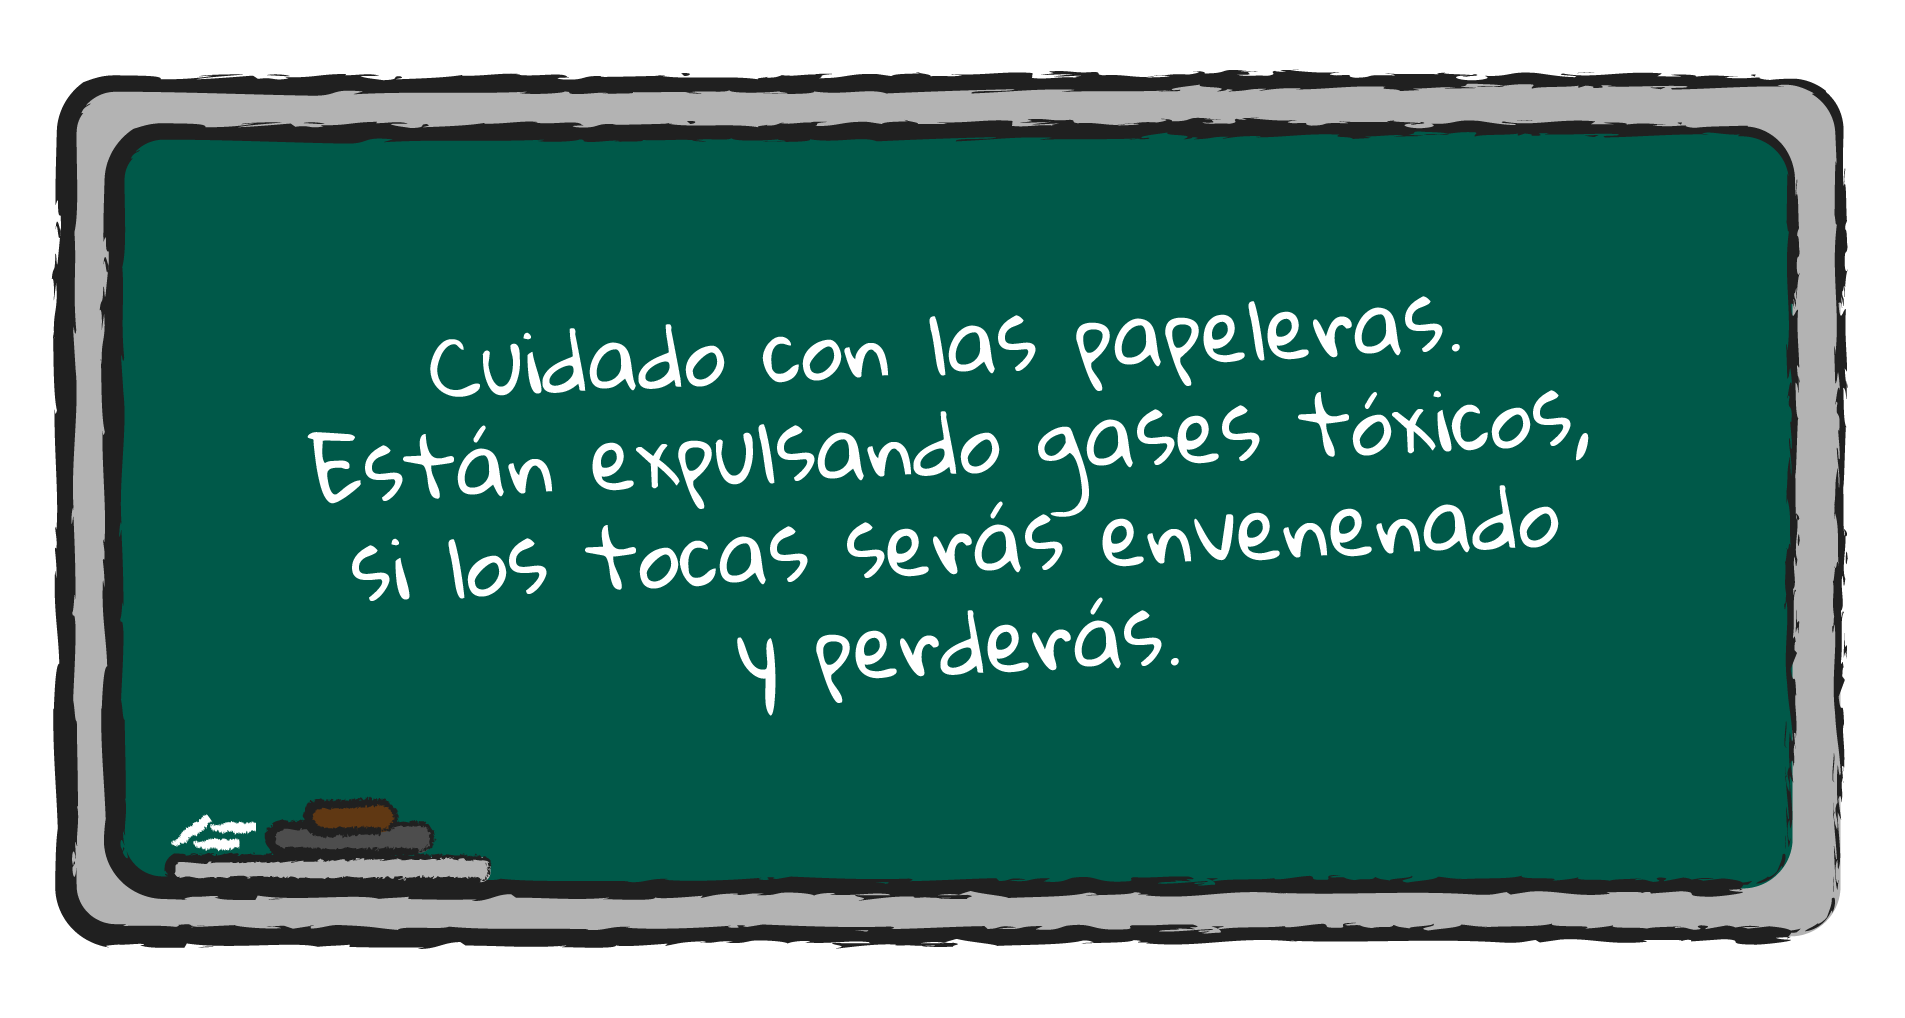 Cuidado con las papeleras.
Están expulsando gases tóxicos,
si los tocas serás envenenado
y perderás.